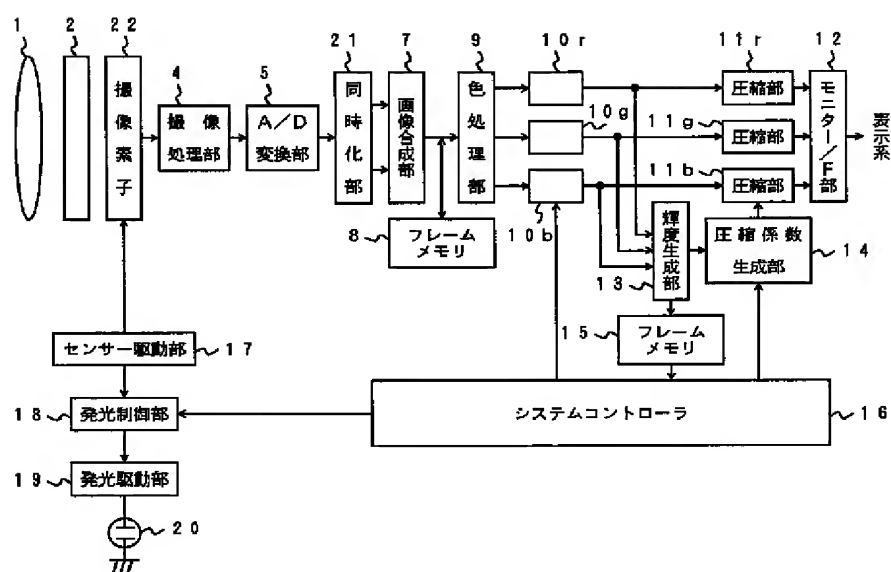 1
2
22
21
7
9
10r
11r
12
4
5
撮像素子
撮像処理部
A/D変換部
同時化部
画像合成部
色処理部
10g
11g
11b
10b
圧縮部
圧縮部
圧縮部
モニターI/F部
表示系
8
フレームメモリ
輝度生成部
13
圧縮係数生成部
14
15
フレームメモリ
センサー駆動部
17
18
発光制御部
システムコントローラ
16
19
発光駆動部
20